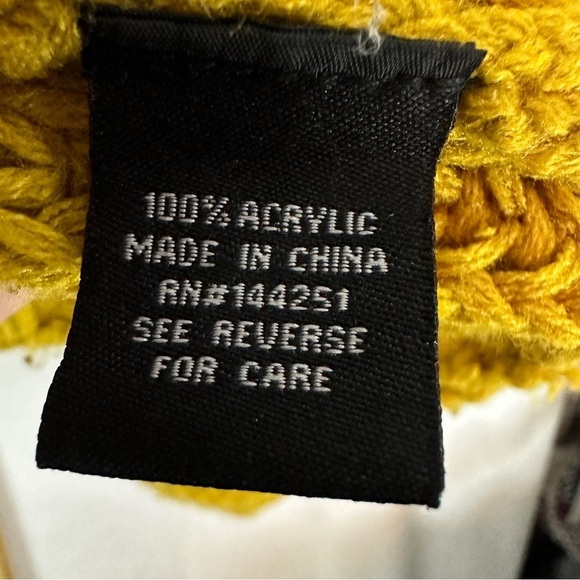 100% ACRYLIC
MADE IN CHINA
RN#144251
SEE REVERSE
FOR CARE